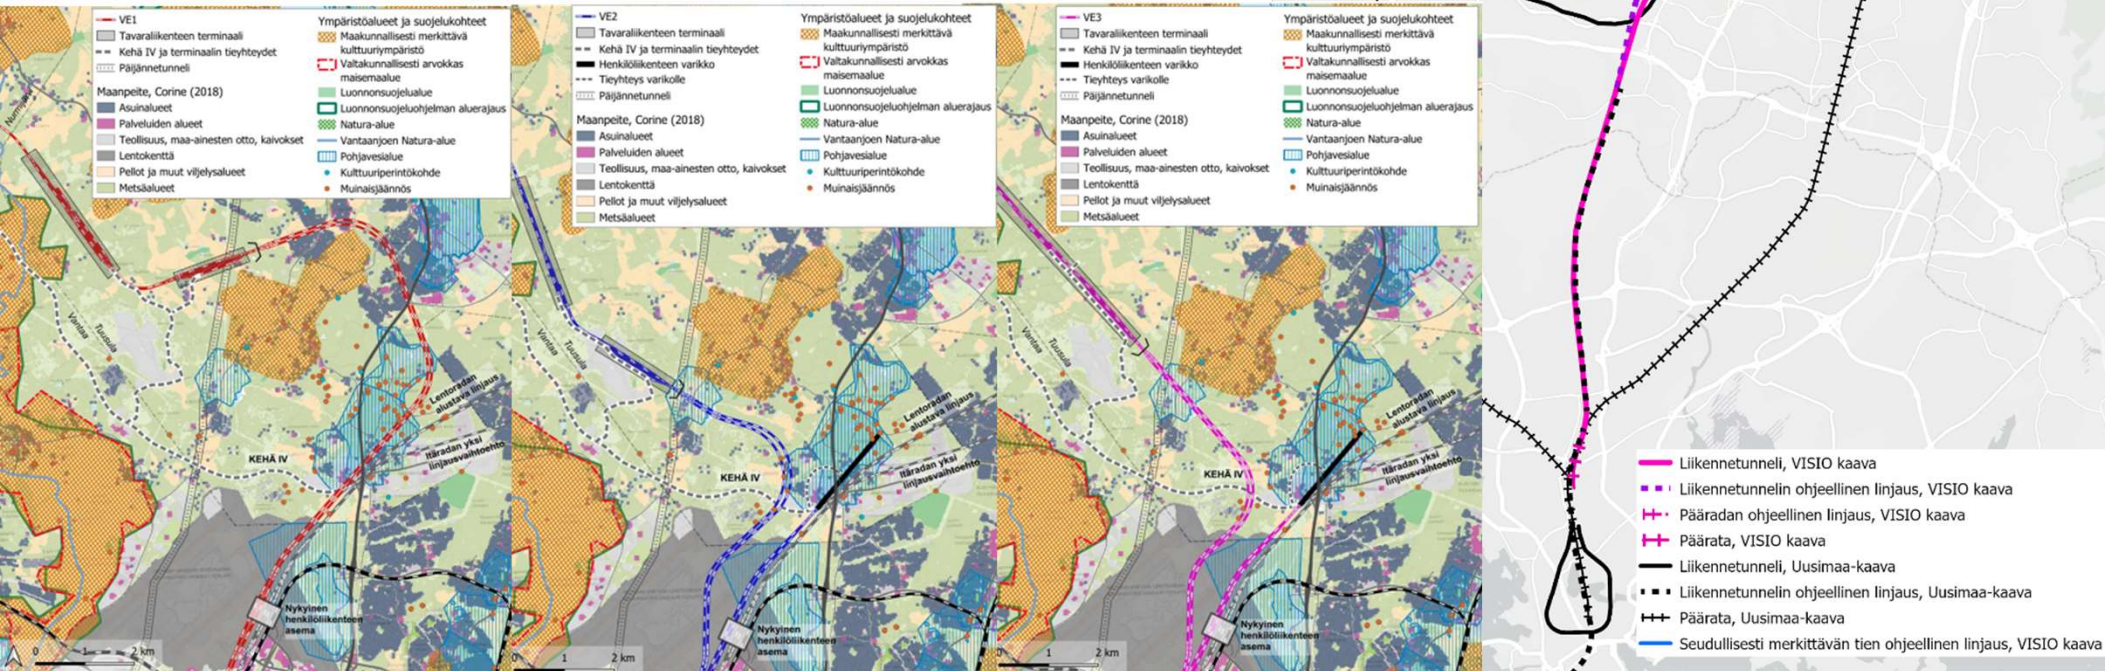 VE1
Tavaraliikenteen terminaali
Kehä IV ja terminaalin tieyhteydet
Päijännetunneli
Maanpeite, Corine (2018)
Asuinalueet
Palveluiden alueet
Teollisuus, maa-ainesten otto, kaivokset
Lentokenttä
Pellot ja muut viljelysalueet
Metsäalueet
Ympäristöalueet ja suojelukohteet
Maakunnallisesti merkittävä
kulttuuriympäristö
Valtakunnallisesti arvokas
maisemaalue
Luonnonsuojelualue
Luonnonsuojeluohjelman aluerajaus
Natura-alue
Vantaanjoen Natura-alue
Pohjavesialue
Kulttuuriperintökohde
Muinaisjäännös
Vantaa
Tuusula
Lentoradan
alustava linjaus
Itäradan yksi
linjausvaihtoehto
KEHÄ IV
Nykyinen
henkilöliikenteen
asema
0 1 2 km
VE2
Tavaraliikenteen terminaali
Kehä IV ja terminaalin tieyhteydet
Henkilöliikenteen varikko
Tieyhteys varikolle
Päijännetunneli
Maanpeite, Corine (2018)
Asuinalueet
Palveluiden alueet
Teollisuus, maa-ainesten otto, kaivokset
Lentokenttä
Pellot ja muut viljelysalueet
Metsäalueet
Ympäristöalueet ja suojelukohteet
Maakunnallisesti merkittävä
kulttuuriympäristö
Valtakunnallisesti arvokas
maisemaalue
Luonnonsuojelualue
Luonnonsuojeluohjelman aluerajaus
Natura-alue
Vantaanjoen Natura-alue
Pohjavesialue
Kulttuuriperintökohde
Muinaisjäännös
Vantaa
Tuusula
Lentoradan
alustava linjaus
Itäradan yksi
linjausvaihtoehto
KEHÄ IV
Nykyinen
henkilöliikenteen
asema
0 1 2 km
VE3
Tavaraliikenteen terminaali
Kehä IV ja terminaalin tieyhteydet
Henkilöliikenteen varikko
Tieyhteys varikolle
Päijännetunneli
Maanpeite, Corine (2018)
Asuinalueet
Palveluiden alueet
Teollisuus, maa-ainesten otto, kaivokset
Lentokenttä
Pellot ja muut viljelysalueet
Metsäalueet
Ympäristöalueet ja suojelukohteet
Maakunnallisesti merkittävä
kulttuuriympäristö
Valtakunnallisesti arvokas
maisemaalue
Luonnonsuojelualue
Luonnonsuojeluohjelman aluerajaus
Natura-alue
Vantaanjoen Natura-alue
Pohjavesialue
Kulttuuriperintökohde
Muinaisjäännös
Vantaa
Tuusula
Lentoradan
alustava linjaus
Itäradan yksi
linjausvaihtoehto
KEHÄ IV
Nykyinen
henkilöliikenteen
asema
0 1 2 km
Liikennetunneli, VISIO kaava
Liikennetunnelin ohjeellinen linjaus, VISIO kaava
Pääradan ohjeellinen linjaus, VISIO kaava
Päärata, VISIO kaava
Liikennetunneli, Uusimaa-kaava
Liikennetunnelin ohjeellinen linjaus, Uusimaa-kaava
Päärata, Uusimaa-kaava
Seudullisesti merkittävän tien ohjeellinen linjaus, VISIO kaava